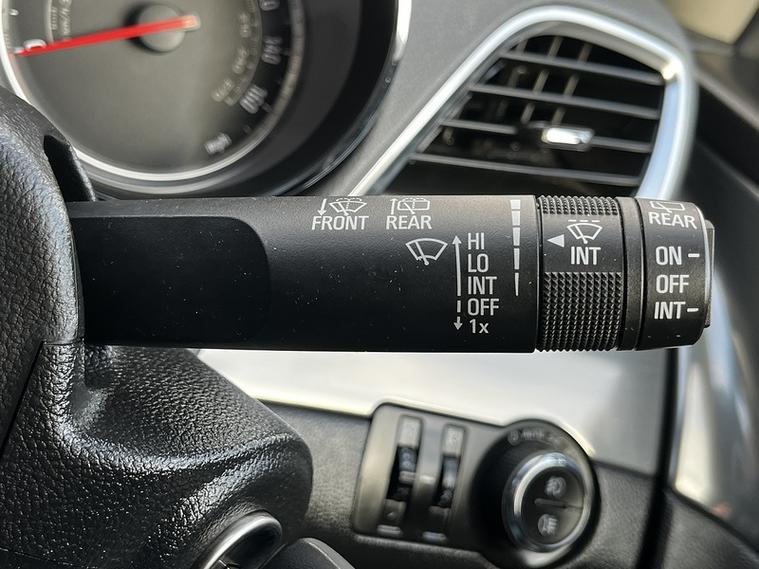 FRONT REAR
HI
LO
INT
OFF
1x
INT
REAR
ON
OFF
INT